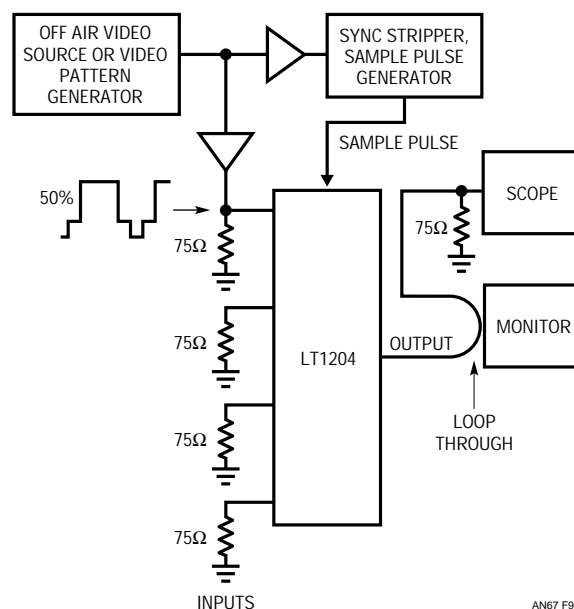 OFF AIR VIDEO
SOURCE OR VIDEO
PATTERN
GENERATOR
SYNC STRIPPER,
SAMPLE PULSE
GENERATOR
SAMPLE PULSE
50%
75Ω
75Ω
75Ω
75Ω
INPUTS
LT1204
OUTPUT
75Ω
SCOPE
MONITOR
LOOP
THROUGH
AN67 F9